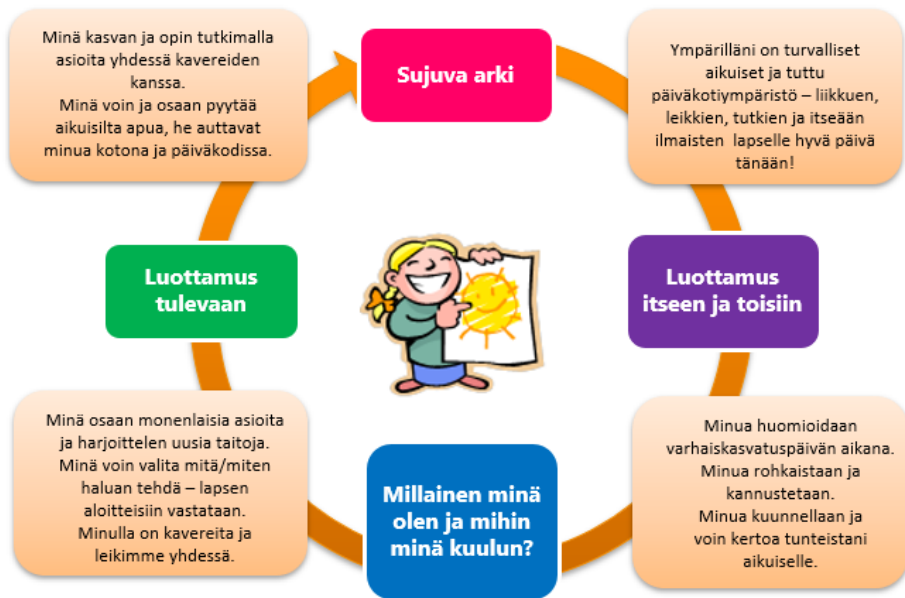 Sujuva arki
Ympärilläni on turvalliset
aikuiset ja tuttu
päiväkotiympäristö – liikkuen,
leikkien, tutkien ja itseään
ilmaisten lapselle hyvä päivä
tänään!
Luottamus
itseen ja toisiin
Minua huomioidaan
varhaiskasvatuspäivän aikana.
Minua rohkaistaan ja
kannustetaan.
Minua kuunnellaan ja
voin kertoa tunteistani
aikuiselle.
Millainen minä
olen ja mihin
minä kuulun?
Minä osaan monenlaisia asioita
ja harjoittelen uusia taitoja.
Minä voin valita mitä/miten
haluan tehdä – lapsen
aloitteisiin vastataan.
Minulla on kavereita ja
leikimme yhdessä.
Luottamus
tulevaan
Minä kasvan ja opin tutkimalla
asioita yhdessä kavereiden
kanssa.
Minä voin ja osaan pyytää
aikuisilta apua, he auttavat
minua kotona ja päiväkodissa.